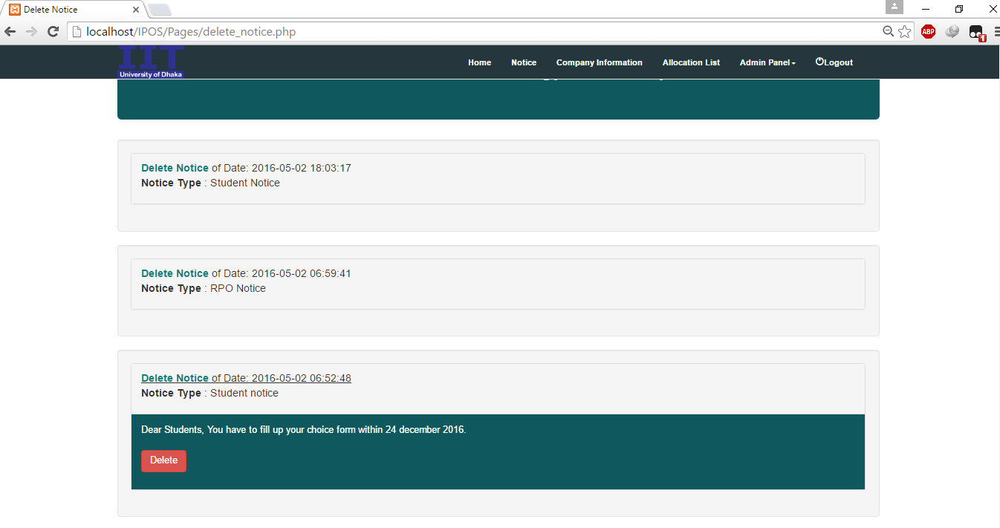 Delete Notice
localhost/IPOS/Pages/delete_notice.php
ABP
1
IIT
University of Dhaka
Home Notice Company Information Allocation List Admin Panel Logout
Delete Notice of Date: 2016-05-02 18:03:17
Notice Type : Student Notice
Delete Notice of Date: 2016-05-02 06:59:41
Notice Type : RPO Notice
Delete Notice of Date: 2016-05-02 06:52:48
Notice Type : Student notice
Dear Students, You have to fill up your choice form within 24 december 2016.
Delete